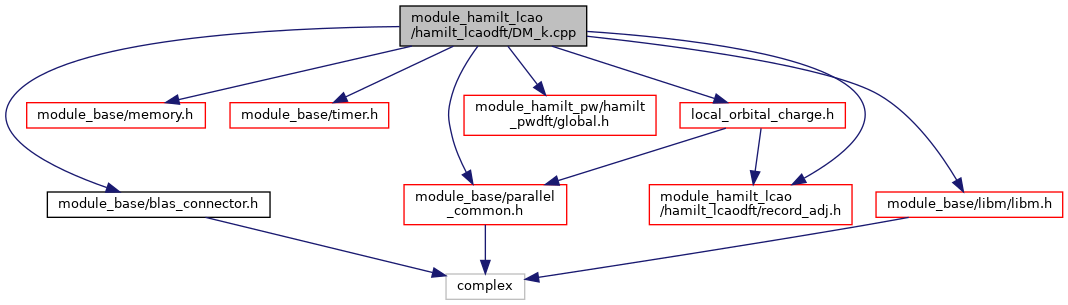 module_hamilt_lcao
/hamilt_lcaodft/DM_k.cpp
module_base/memory.h
module_base/timer.h
module_hamilt_pw/hamilt
_pwdft/global.h
local_orbital_charge.h
module_base/blas_connector.h
module_base/parallel
_common.h
module_hamilt_lcao
/hamilt_lcaodft/record_adj.h
module_base/libm/libm.h
complex